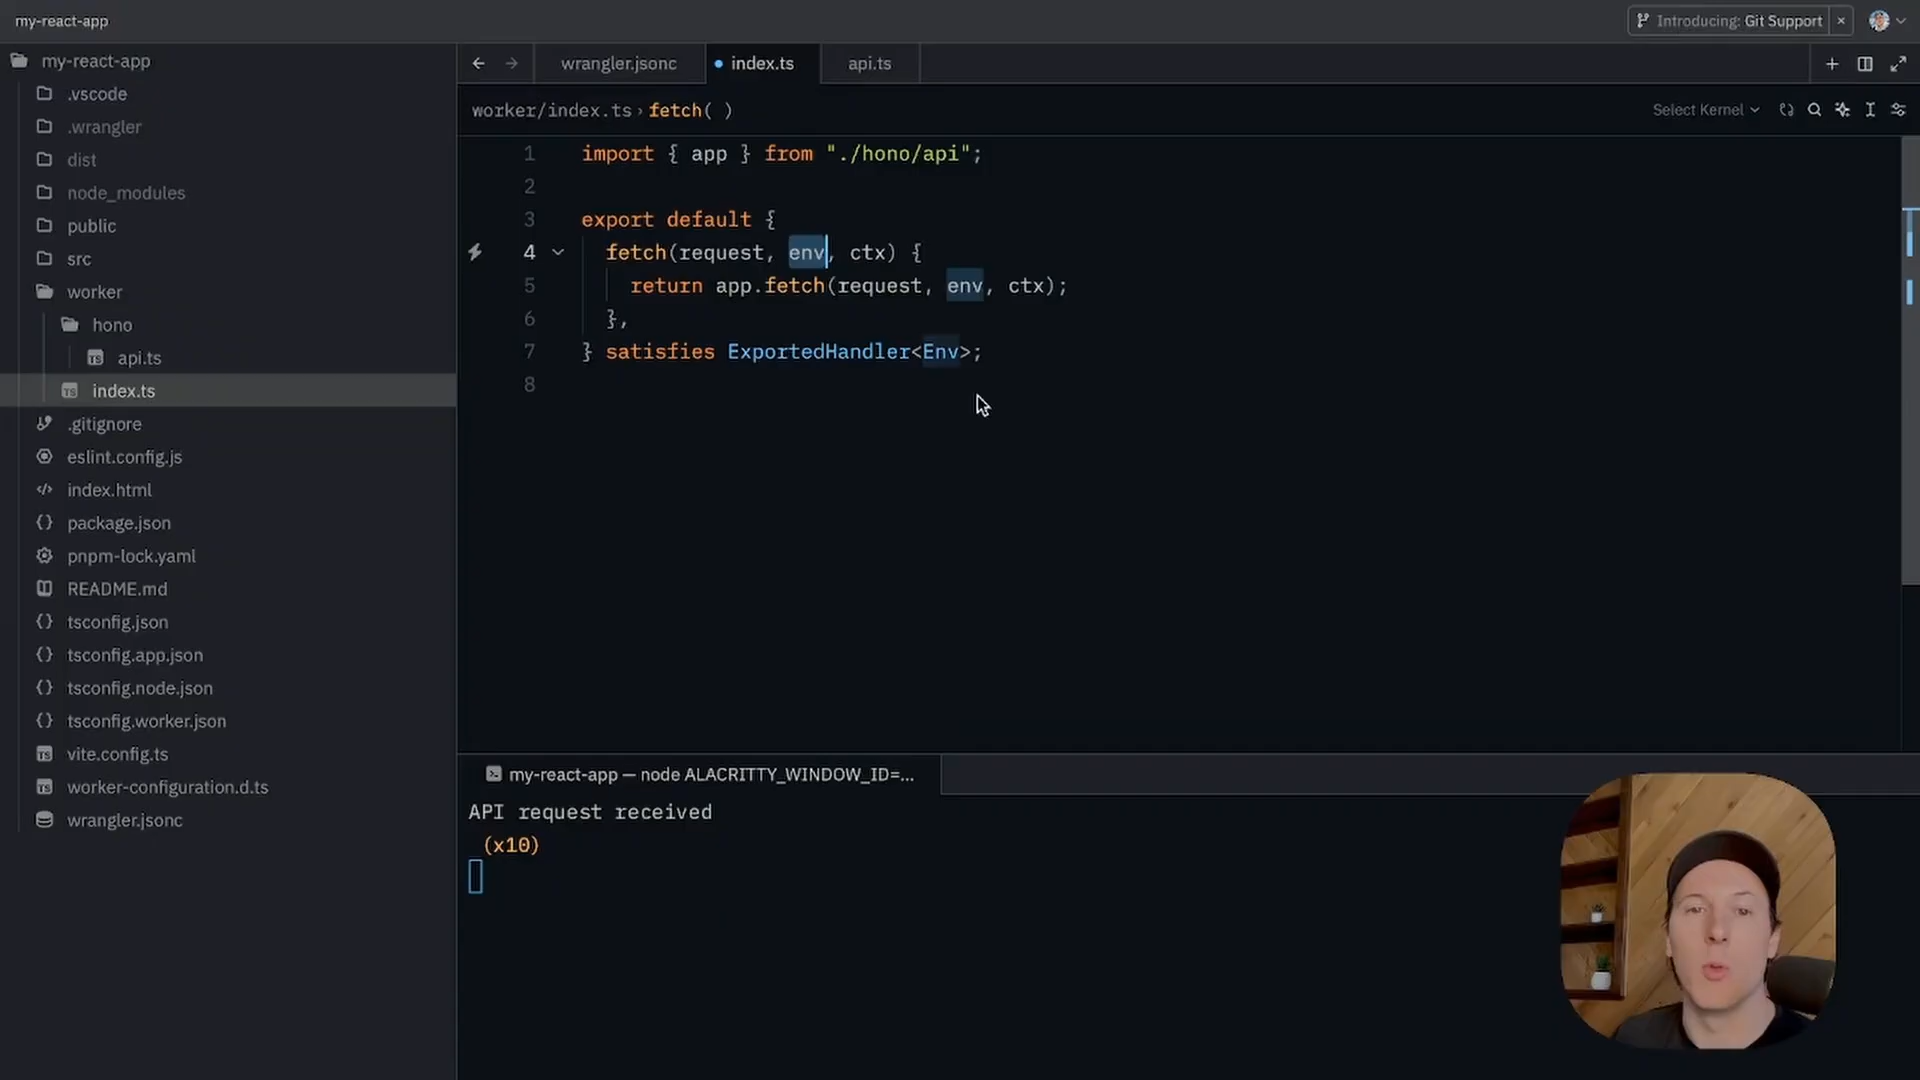 my-react-app
Introducing: Git Support ×
my-react-app
.vscode
.wrangler
dist
node_modules
public
src
worker
hono
api.ts
index.ts
.gitignore
eslint.config.js
index.html
package.json
pnpm-lock.yaml
README.md
tsconfig.json
tsconfig.app.json
tsconfig.node.json
tsconfig.worker.json
vite.config.ts
worker-configuration.d.ts
wrangler.jsonc
wrangler.jsonc
index.ts
api.ts
worker/index.ts › fetch( )
Select Kernel
1 import { app } from "./hono/api";
2
3 export default {
4 fetch(request, env, ctx) {
5 return app.fetch(request, env, ctx);
6 },
7 } satisfies ExportedHandler<Env>;
8
my-react-app — node ALACRITTY_WINDOW_ID=...
API request received
(x10)